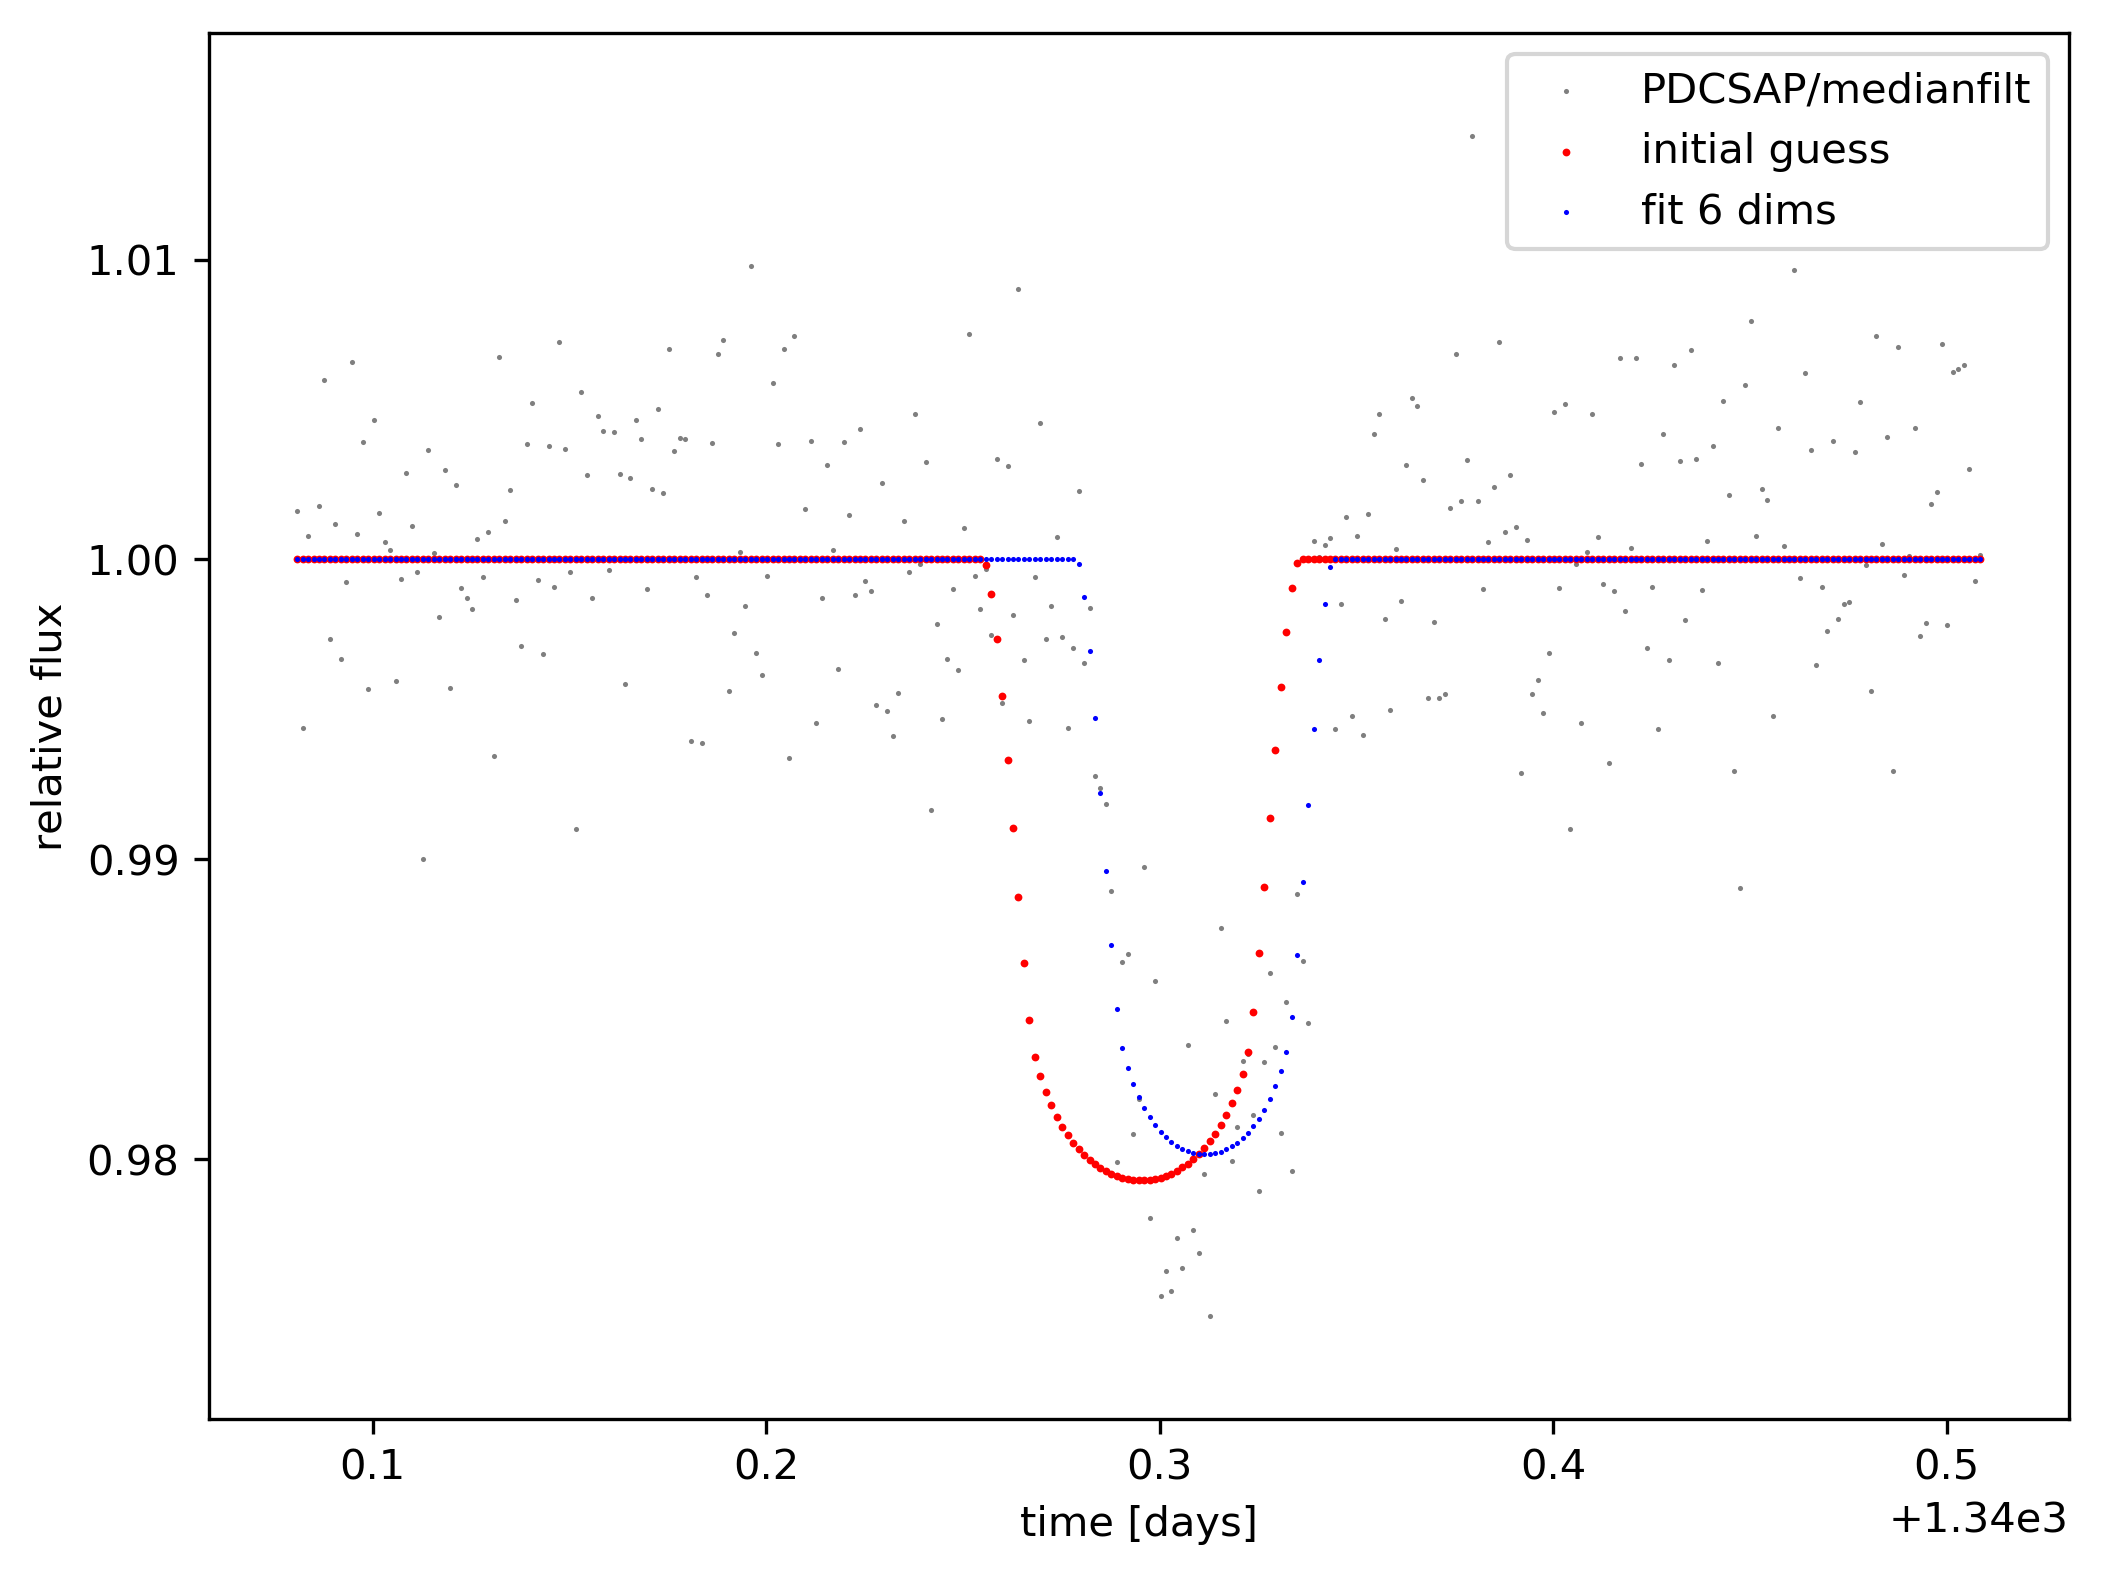 PDCSAP/medianfilt
initial guess
fit 6 dims
1.01
1.00
0.99
0.98
relative flux
0.1
0.2
0.3
0.4
0.5
time [days]
+1.34e3